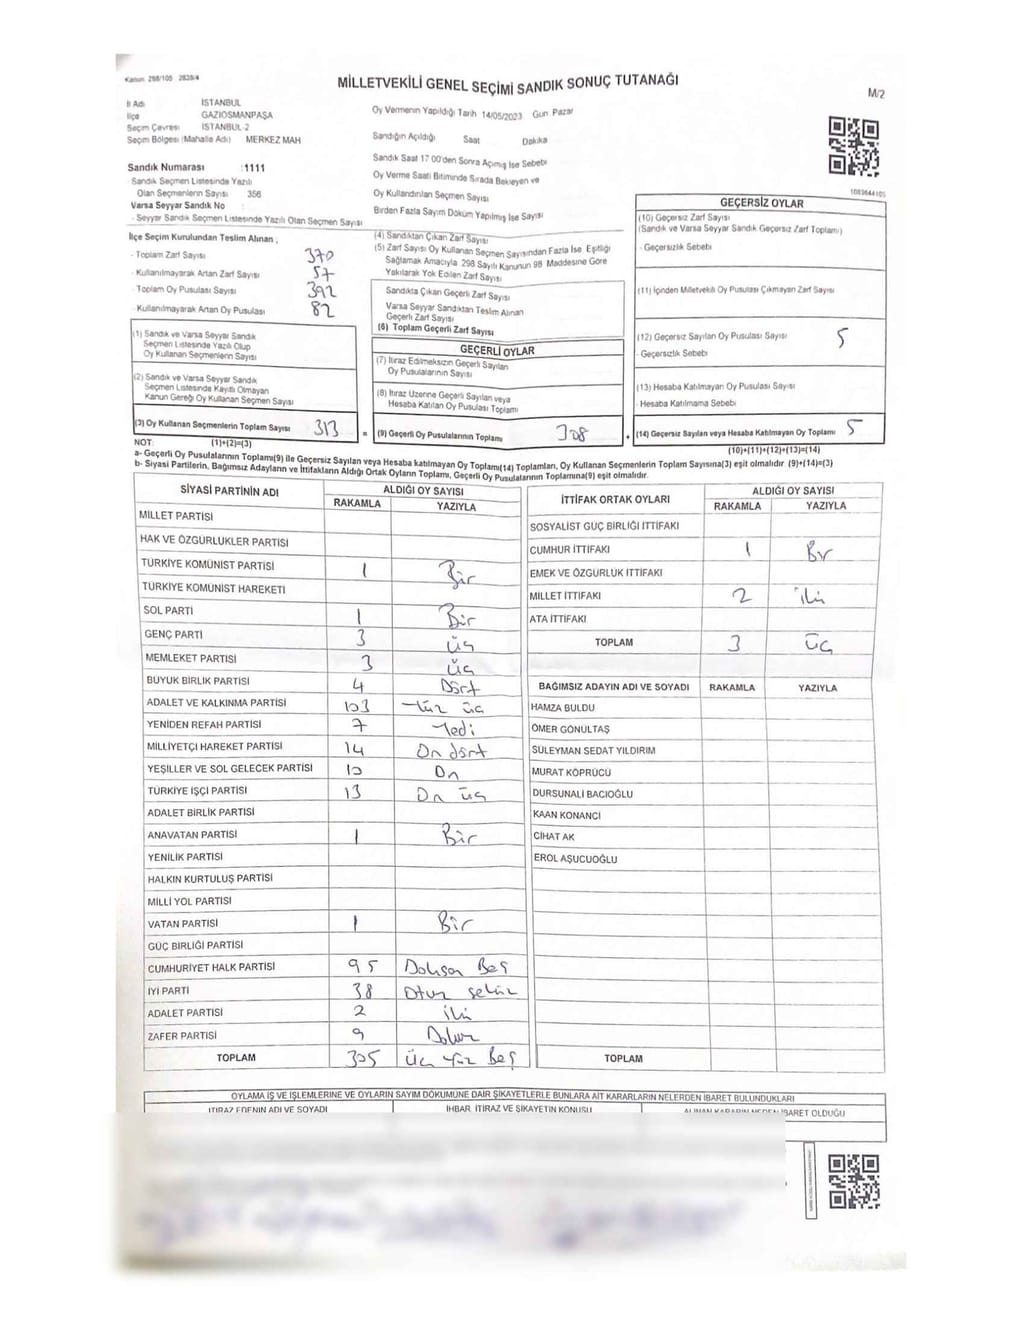 Kanun 298/105 2839/4
MİLLETVEKİLİ GENEL SEÇİMİ SANDIK SONUÇ TUTANAĞI
M/2
İl Adı İSTANBUL
İlçe GAZİOSMANPAŞA
Seçim Çevresi İSTANBUL-2
Seçim Bölgesi (Mahalle Adı) MERKEZ MAH
Sandık Numarası :1111
- Sandık Seçmen Listesinde Yazılı
Olan Seçmenlerin Sayısı 356
Varsa Seyyar Sandık No :
- Seyyar Sandık Seçmen Listesinde Yazılı Olan Seçmen Sayısı
Oy Vermenin Yapıldığı Tarih 14/05/2023 Gün Pazar
Sandığın Açıldığı Saat Dakika
Sandık Saat 17 00'den Sonra Açımış İse Sebebi
Oy Verme Saati Bitiminde Sırada Bekleyen ve
Oy Kullandırılan Seçmen Sayısı
Birden Fazla Sayım Döküm Yapılmış İse Sayısı
1083644105
İlçe Seçim Kurulundan Teslim Alınan ;
- Toplam Zarf Sayısı 370
- Kullanılmayarak Artan Zarf Sayısı 57
- Toplam Oy Pusulası Sayısı 392
- Kullanılmayarak Artan Oy Pusulası 82
(1) Sandık ve Varsa Seyyar Sandık
Seçmen Listesinde Yazılı Olup
Oy Kullanan Seçmenlerin Sayısı
(2) Sandık ve Varsa Seyyar Sandık
Seçmen Listesinde Kayıtlı Olmayan
Kanun Gereği Oy Kullanan Seçmen Sayısı
(3) Oy Kullanan Seçmenlerin Toplam Sayısı 313
(4) Sandıktan Çıkan Zarf Sayısı
(5) Zarf Sayısı Oy Kullanan Seçmen Sayısından Fazla İse Eşitliği
Sağlamak Amacıyla 298 Sayılı Kanunun 98 Maddesine Göre
Yakılarak Yok Edilen Zarf Sayısı
Sandıkta Çıkan Geçerli Zarf Sayısı
Varsa Seyyar Sandıktan Teslim Alınan
Geçerli Zarf Sayısı
(6) Toplam Geçerli Zarf Sayısı
GEÇERLİ OYLAR
(7) İtiraz Edilmeksizin Geçerli Sayılan
Oy Pusulalarının Sayısı
(8) İtiraz Üzerine Geçerli Sayılan veya
Hesaba Katılan Oy Pusulası Toplamı
= (9) Geçerli Oy Pusulalarının Toplamı 308
GEÇERSİZ OYLAR
(10) Geçersiz Zarf Sayısı
(Sandık ve Varsa Seyyar Sandık Geçersiz Zarf Toplamı)
- Geçersizlik Sebebi
(11) İçinden Milletvekili Oy Pusulası Çıkmayan Zarf Sayısı
(12) Geçersiz Sayılan Oy Pusulası Sayısı 5
- Geçersizlik Sebebi
(13) Hesaba Katılmayan Oy Pusulası Sayısı
- Hesaba Katılmama Sebebi
+ (14) Geçersiz Sayılan veya Hesaba Katılmayan Oy Toplamı 5
NOT: (1)+(2)=(3)
(10)+(11)+(12)+(13)=(14)
a- Geçerli Oy Pusulalarının Toplamı(9) ile Geçersiz Sayılan veya Hesaba katılmayan Oy Toplamı(14) Toplamları, Oy Kullanan Seçmenlerin Toplam Sayısına(3) eşit olmalıdır (9)+(14)=(3)
b- Siyasi Partilerin, Bağımsız Adayların ve İttifakların Aldığı Ortak Oyların Toplamı, Geçerli Oy Pusulalarının Toplamına(9) eşit olmalıdır.
SİYASİ PARTİNİN ADI ALDIĞI OY SAYISI
RAKAMLA YAZIYLA
MİLLET PARTİSİ
HAK VE ÖZGÜRLÜKLER PARTİSİ
TÜRKİYE KOMÜNİST PARTİSİ 1 Bir
TÜRKİYE KOMÜNİST HAREKETİ
SOL PARTİ 1 Bir
GENÇ PARTİ 3 üç
MEMLEKET PARTİSİ 3 üç
BÜYÜK BİRLİK PARTİSİ 4 Dört
ADALET VE KALKINMA PARTİSİ 103 Yüz üç
YENİDEN REFAH PARTİSİ 7 Yedi
MİLLİYETÇİ HAREKET PARTİSİ 14 On dört
YEŞİLLER VE SOL GELECEK PARTİSİ 10 On
TÜRKİYE İŞÇİ PARTİSİ 13 On üç
ADALET BİRLİK PARTİSİ
ANAVATAN PARTİSİ 1 Bir
YENİLİK PARTİSİ
HALKIN KURTULUŞ PARTİSİ
MİLLİ YOL PARTİSİ
VATAN PARTİSİ 1 Bir
GÜÇ BİRLİĞİ PARTİSİ
CUMHURİYET HALK PARTİSİ 95 Doksan Beş
İYİ PARTİ 38 Otuz sekiz
ADALET PARTİSİ 2 iki
ZAFER PARTİSİ 9 Dokuz
TOPLAM 305 üç yüz Beş
İTTİFAK ORTAK OYLARI ALDIĞI OY SAYISI
RAKAMLA YAZIYLA
SOSYALİST GÜÇ BİRLİĞİ İTTİFAKI
CUMHUR İTTİFAKI 1 Bir
EMEK VE ÖZGÜRLÜK İTTİFAKI
MİLLET İTTİFAKI 2 iki
ATA İTTİFAKI
TOPLAM 3 üç
BAĞIMSIZ ADAYIN ADI VE SOYADI RAKAMLA YAZIYLA
HAMZA BULDU
ÖMER GÖNÜLTAŞ
SÜLEYMAN SEDAT YILDIRIM
MURAT KÖPRÜCÜ
DURSUNALİ BACIOĞLU
KAAN KONANCİ
CİHAT AK
EROL AŞUCUOĞLU
TOPLAM
OYLAMA İŞ VE İŞLEMLERİNE VE OYLARIN SAYIM DÖKÜMÜNE DAİR ŞİKAYETLERLE BUNLARA AİT KARARLARIN NELERDEN İBARET BULUNDUKLARI
İTİRAZ EDENİN ADI VE SOYADI İHBAR, İTİRAZ VE ŞİKAYETİN KONUSU ALINAN KARARIN NEDEN İBARET OLDUĞU